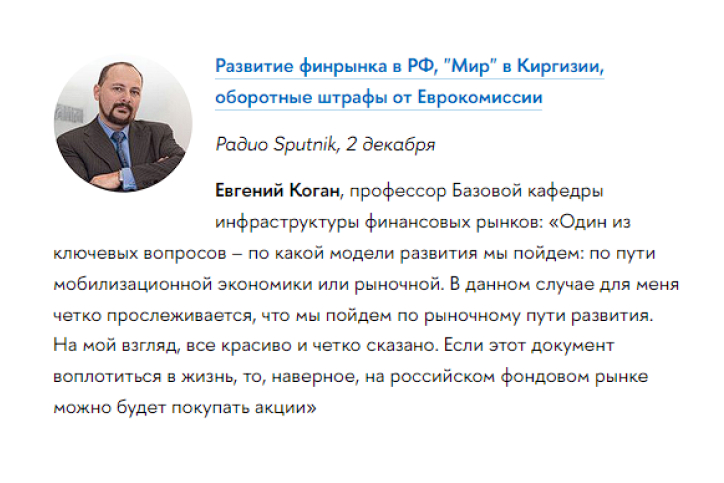 Развитие финрынка в РФ, "Мир" в Киргизии,
оборотные штрафы от Еврокомиссии
Радио Sputnik, 2 декабря
Евгений Коган, профессор Базовой кафедры
инфраструктуры финансовых рынков: «Один из
ключевых вопросов – по какой модели развития мы пойдем: по пути
мобилизационной экономики или рыночной. В данном случае для меня
четко прослеживается, что мы пойдем по рыночному пути развития.
На мой взгляд, все красиво и четко сказано. Если этот документ
воплотиться в жизнь, то, наверное, на российском фондовом рынке
можно будет покупать акции»